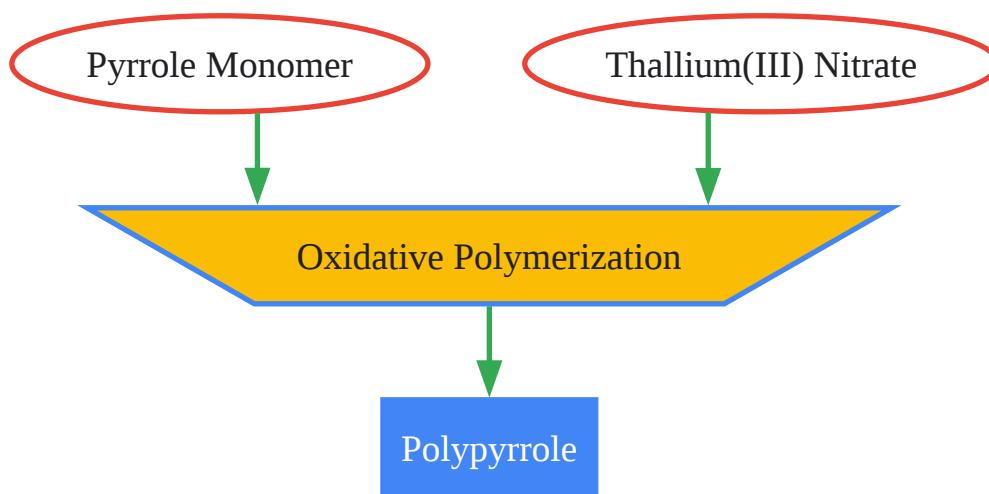 Pyrrole Monomer
Thallium(III) Nitrate
Oxidative Polymerization
Polypyrrole